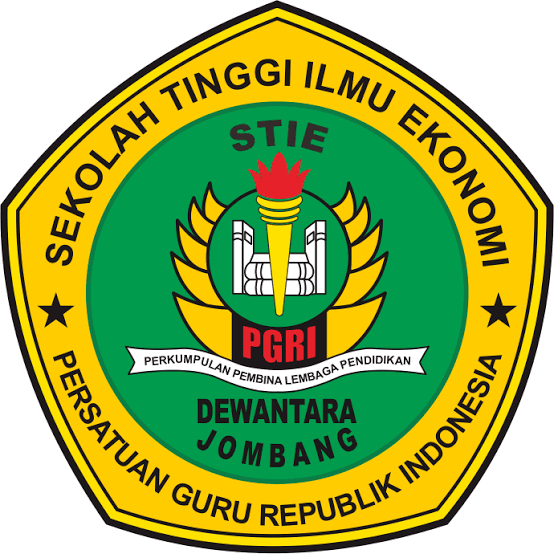 SEKOLAH TINGGI ILMU EKONOMI
STIE
PGRI
PERKUMPULAN PEMBINA LEMBAGA PENDIDIKAN
DEWANTARA
JOMBANG
PERSATUAN GURU REPUBLIK INDONESIA